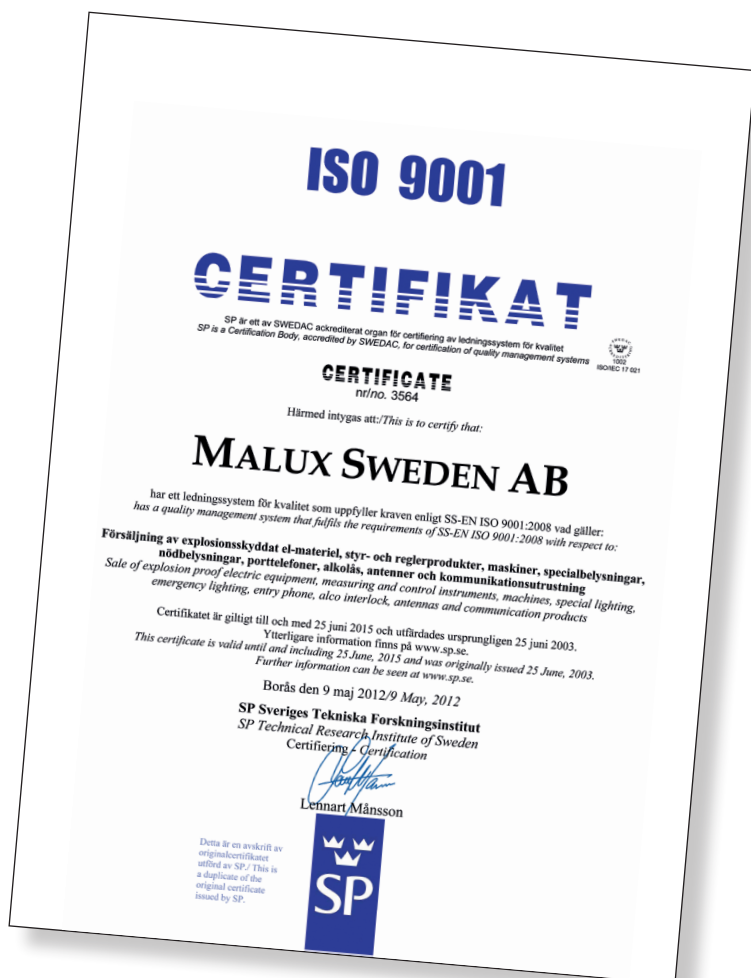 ISO 9001
CERTIFIKAT
SP är ett av SWEDAC ackrediterat organ för certifiering av ledningssystem för kvalitet
SP is a Certification Body, accredited by SWEDAC, for certification of quality management systems
1002
ISO/IEC 17 021
CERTIFICATE
nr/no. 3564
Härmed intygas att:/This is to certify that:
MALUX SWEDEN AB
har ett ledningssystem för kvalitet som uppfyller kraven enligt SS-EN ISO 9001:2008 vad gäller:
has a quality management system that fulfils the requirements of SS-EN ISO 9001:2008 with respect to:
Försäljning av explosionsskyddat el-materiel, styr- och reglerprodukter, maskiner, specialbelysningar,
nödbelysningar, porttelefoner, alkolås, antenner och kommunikationsutrustning
Sale of explosion proof electric equipment, measuring and control instruments, machines, special lighting,
emergency lighting, entry phone, alco interlock, antennas and communication products
Certifikatet är giltigt till och med 25 juni 2015 och utfärdades ursprungligen 25 juni 2003.
Ytterligare information finns på www.sp.se.
This certificate is valid until and including 25 June, 2015 and was originally issued 25 June, 2003.
Further information can be seen at www.sp.se.
Borås den 9 maj 2012/9 May, 2012
SP Sveriges Tekniska Forskningsinstitut
SP Technical Research Institute of Sweden
Certifiering - Certification
Lennart Månsson
Detta är en avskrift av
originalcertifikatet
utförd av SP./ This is
a duplicate of the
original certificate
issued by SP.
SP